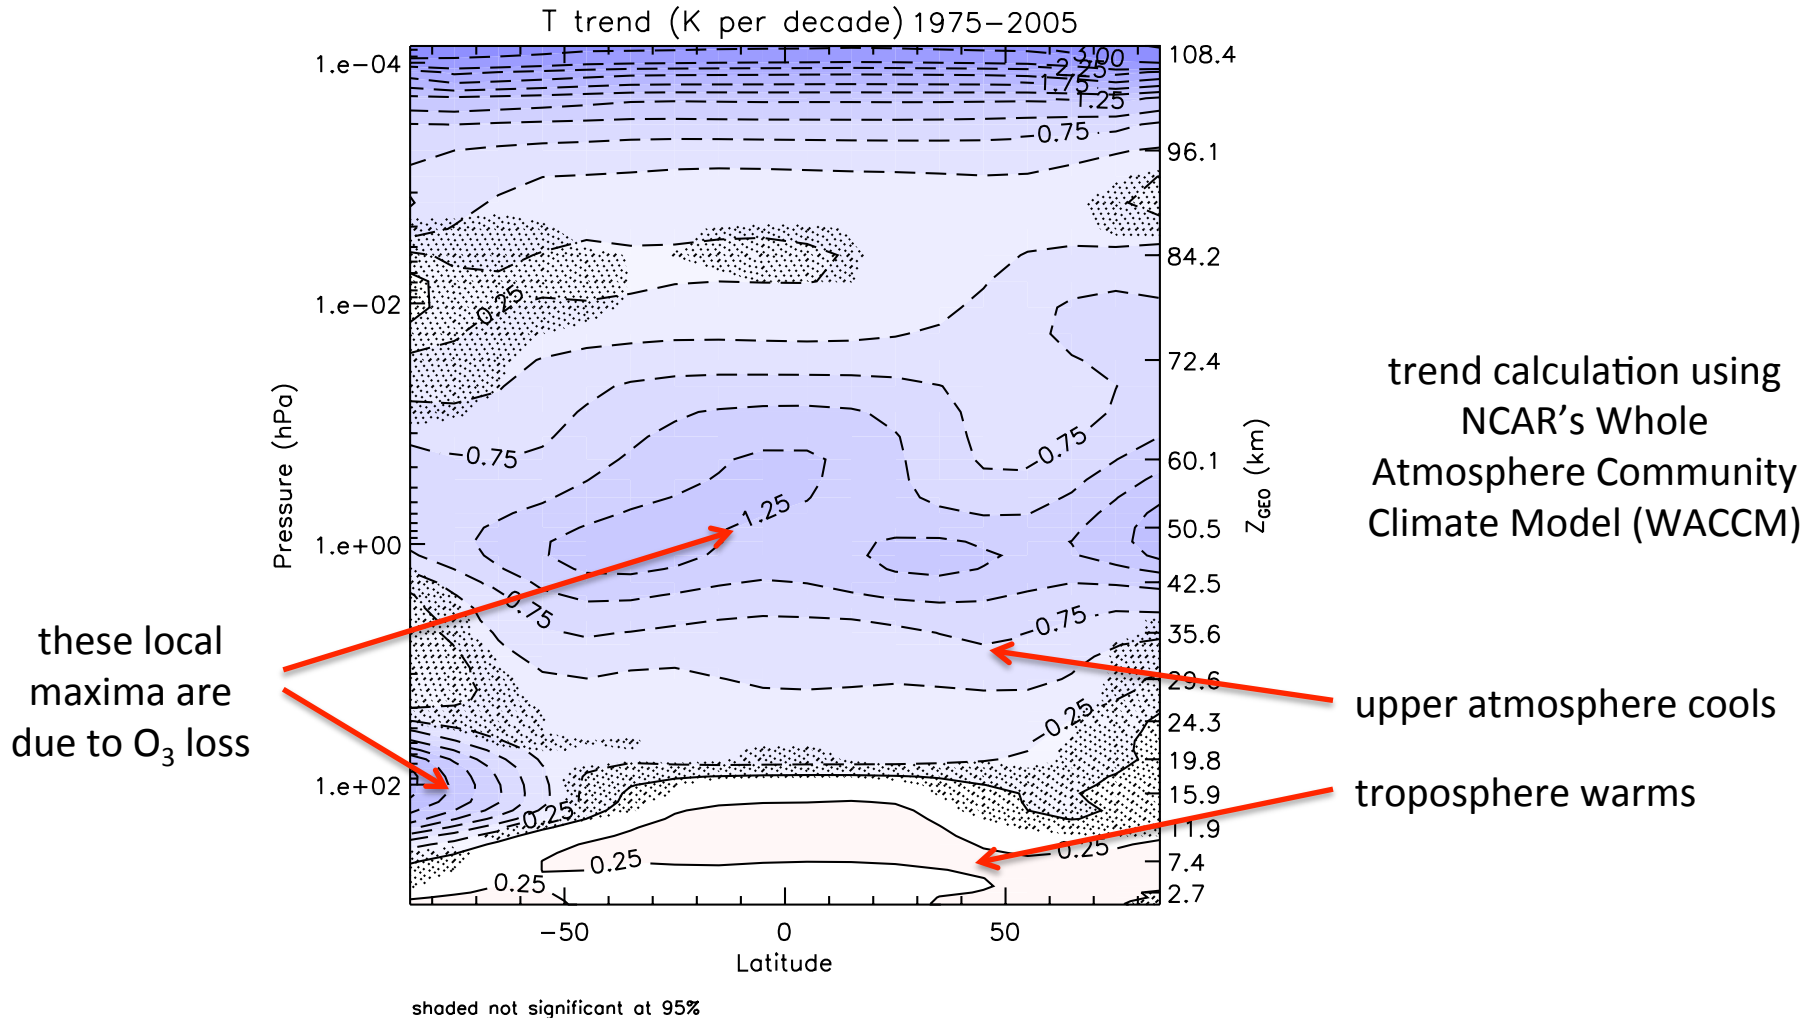 T trend (K per decade) 1975−2005
1.e−04
1.e−02
1.e+00
1.e+02
Pressure (hPa)
108.4
96.1
84.2
72.4
60.1
50.5
42.5
35.6
29.6
24.3
19.8
15.9
11.9
7.4
2.7
Z_GEO (km)
3.00
−2.25
1.75
1.25
−0.75
0.25
−0.75
−0.75
1.25
−0.75
−0.75
−0.25
0.25
0.25
0.25
0.25
−50
0
50
Latitude
shaded not significant at 95%
these local
maxima are
due to O₃ loss
trend calculation using
NCAR’s Whole
Atmosphere Community
Climate Model (WACCM)
upper atmosphere cools
troposphere warms